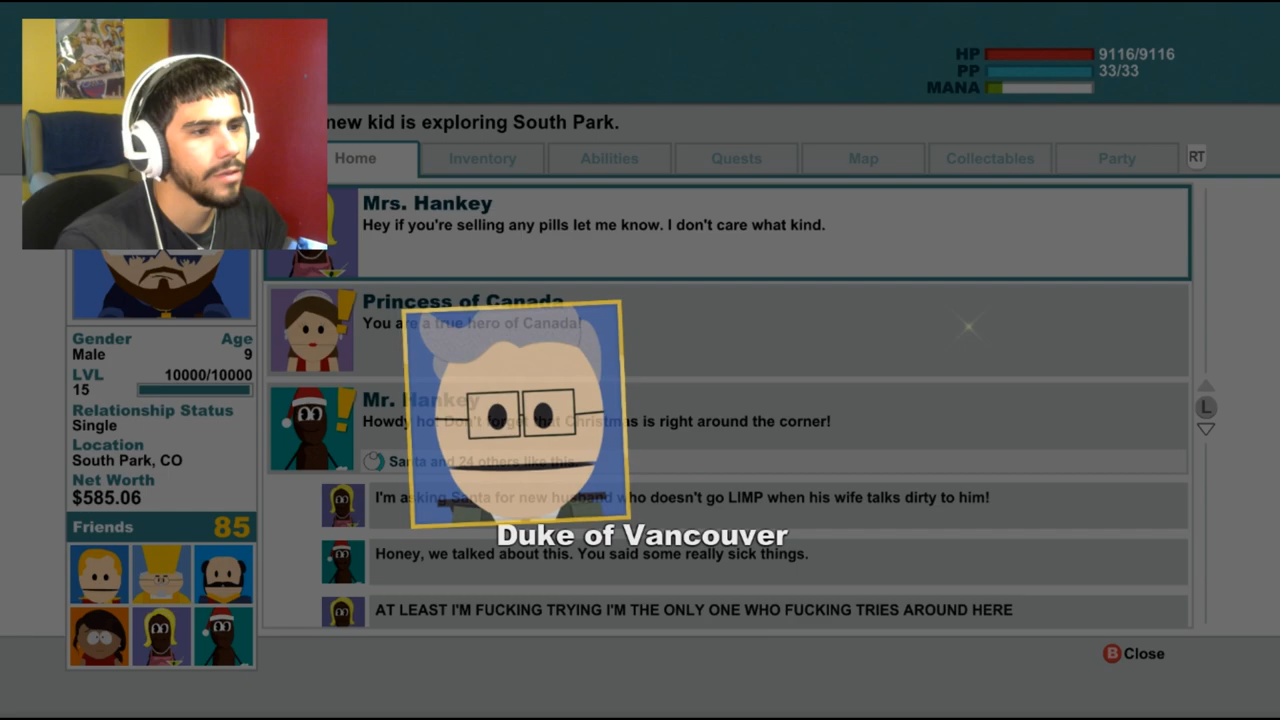 HP 9116/9116
PP 33/33
MANA
new kid is exploring South Park.
Home Inventory Abilities Quests Map Collectables Party RT
Mrs. Hankey
Hey if you're selling any pills let me know. I don't care what kind.
Princess of Canada
You are a true hero of Canada!
Gender Age
Male 9
LVL 10000/10000
15
Relationship Status
Single
Location
South Park, CO
Net Worth
$585.06
Friends 85
Mr. Hankey
Howdy ho! Don't forget that Christmas is right around the corner!
Santa and 24 others like this.
L
I'm asking Santa for new husband who doesn't go LIMP when his wife talks dirty to him!
Duke of Vancouver
Honey, we talked about this. You said some really sick things.
AT LEAST I'M FUCKING TRYING I'M THE ONLY ONE WHO FUCKING TRIES AROUND HERE
B Close